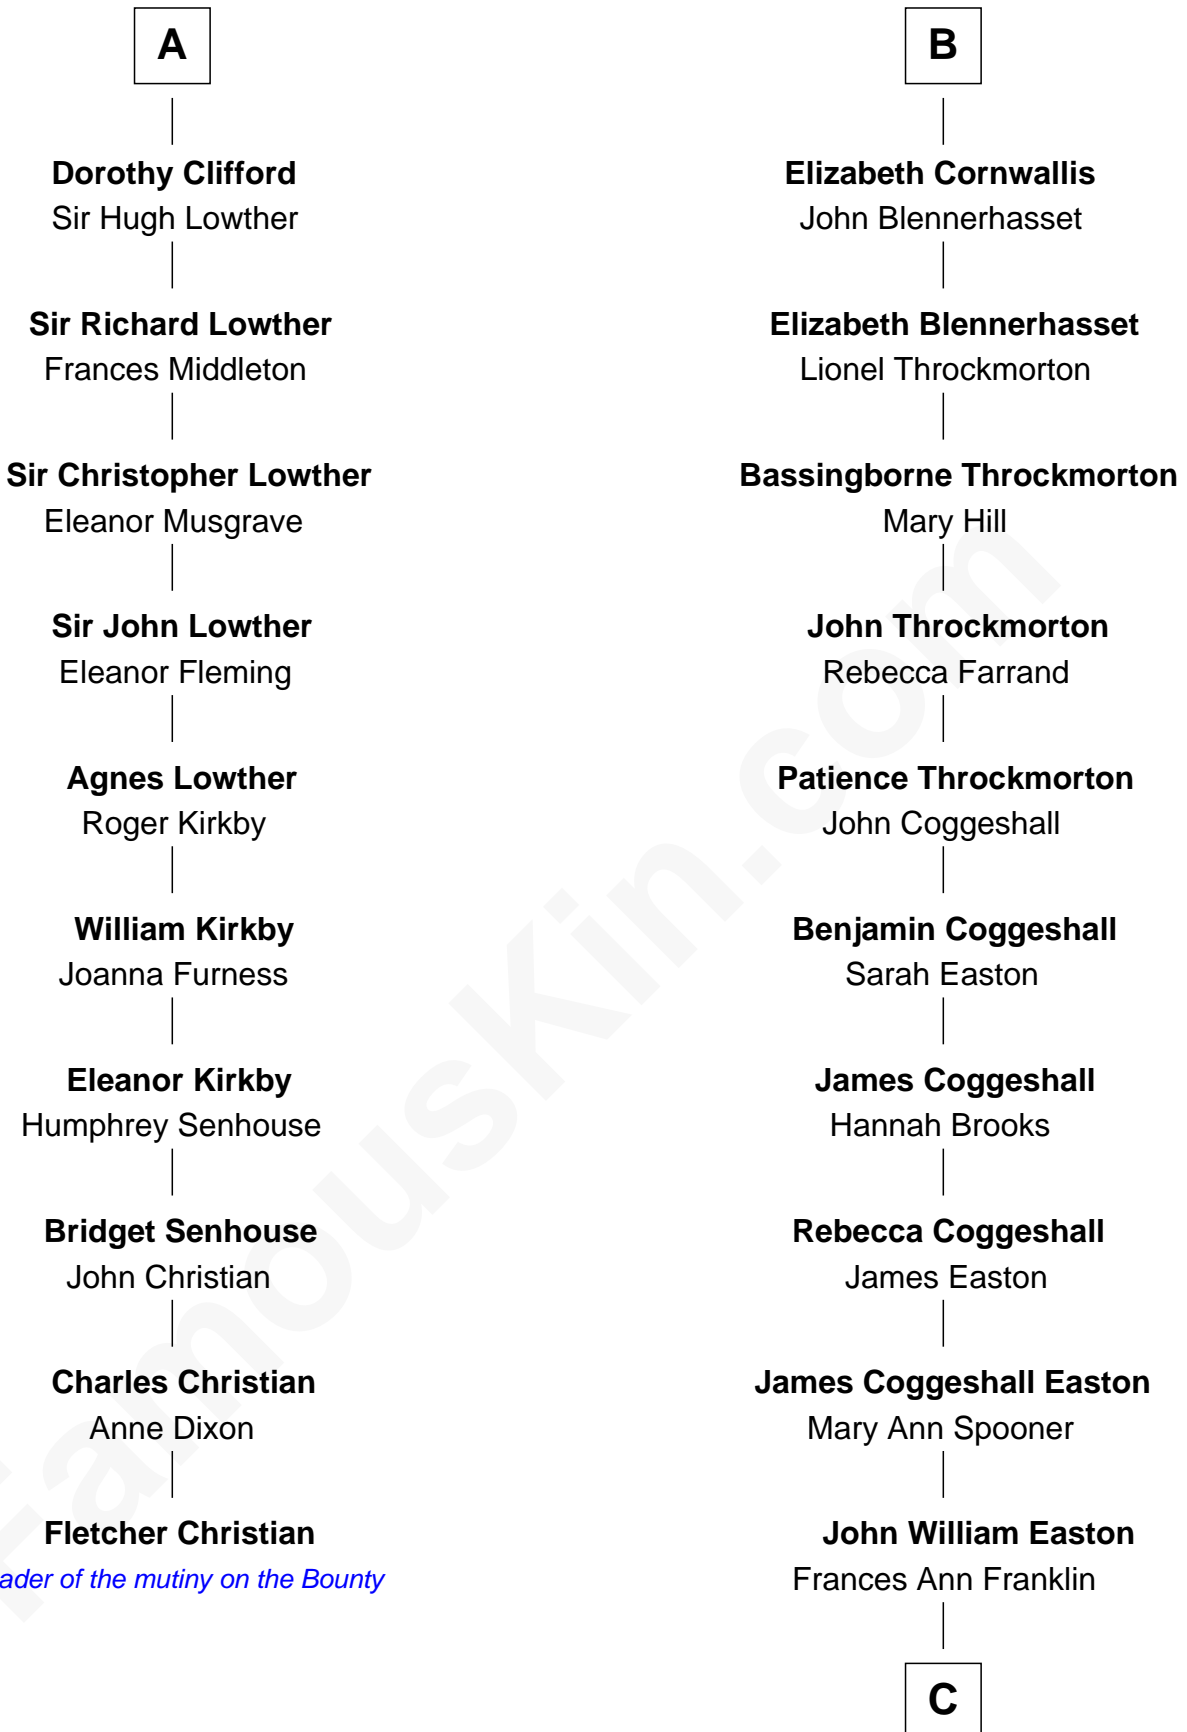 A
Dorothy Clifford
Sir Hugh Lowther
Sir Richard Lowther
Frances Middleton
Sir Christopher Lowther
Eleanor Musgrave
Sir John Lowther
Eleanor Fleming
Agnes Lowther
Roger Kirkby
William Kirkby
Joanna Furness
Eleanor Kirkby
Humphrey Senhouse
Bridget Senhouse
John Christian
Charles Christian
Anne Dixon
Fletcher Christian
of the mutiny on the Bounty
B
Elizabeth Cornwallis
John Blennerhasset
Elizabeth Blennerhasset
Lionel Throckmorton
Bassingborne Throckmorton
Mary Hill
John Throckmorton
Rebecca Farrand
Patience Throckmorton
John Coggeshall
Benjamin Coggeshall
Sarah Easton
James Coggeshall
Hannah Brooks
Rebecca Coggeshall
James Easton
James Coggeshall Easton
Mary Ann Spooner
John William Easton
Frances Ann Franklin
C
FamousKin.com